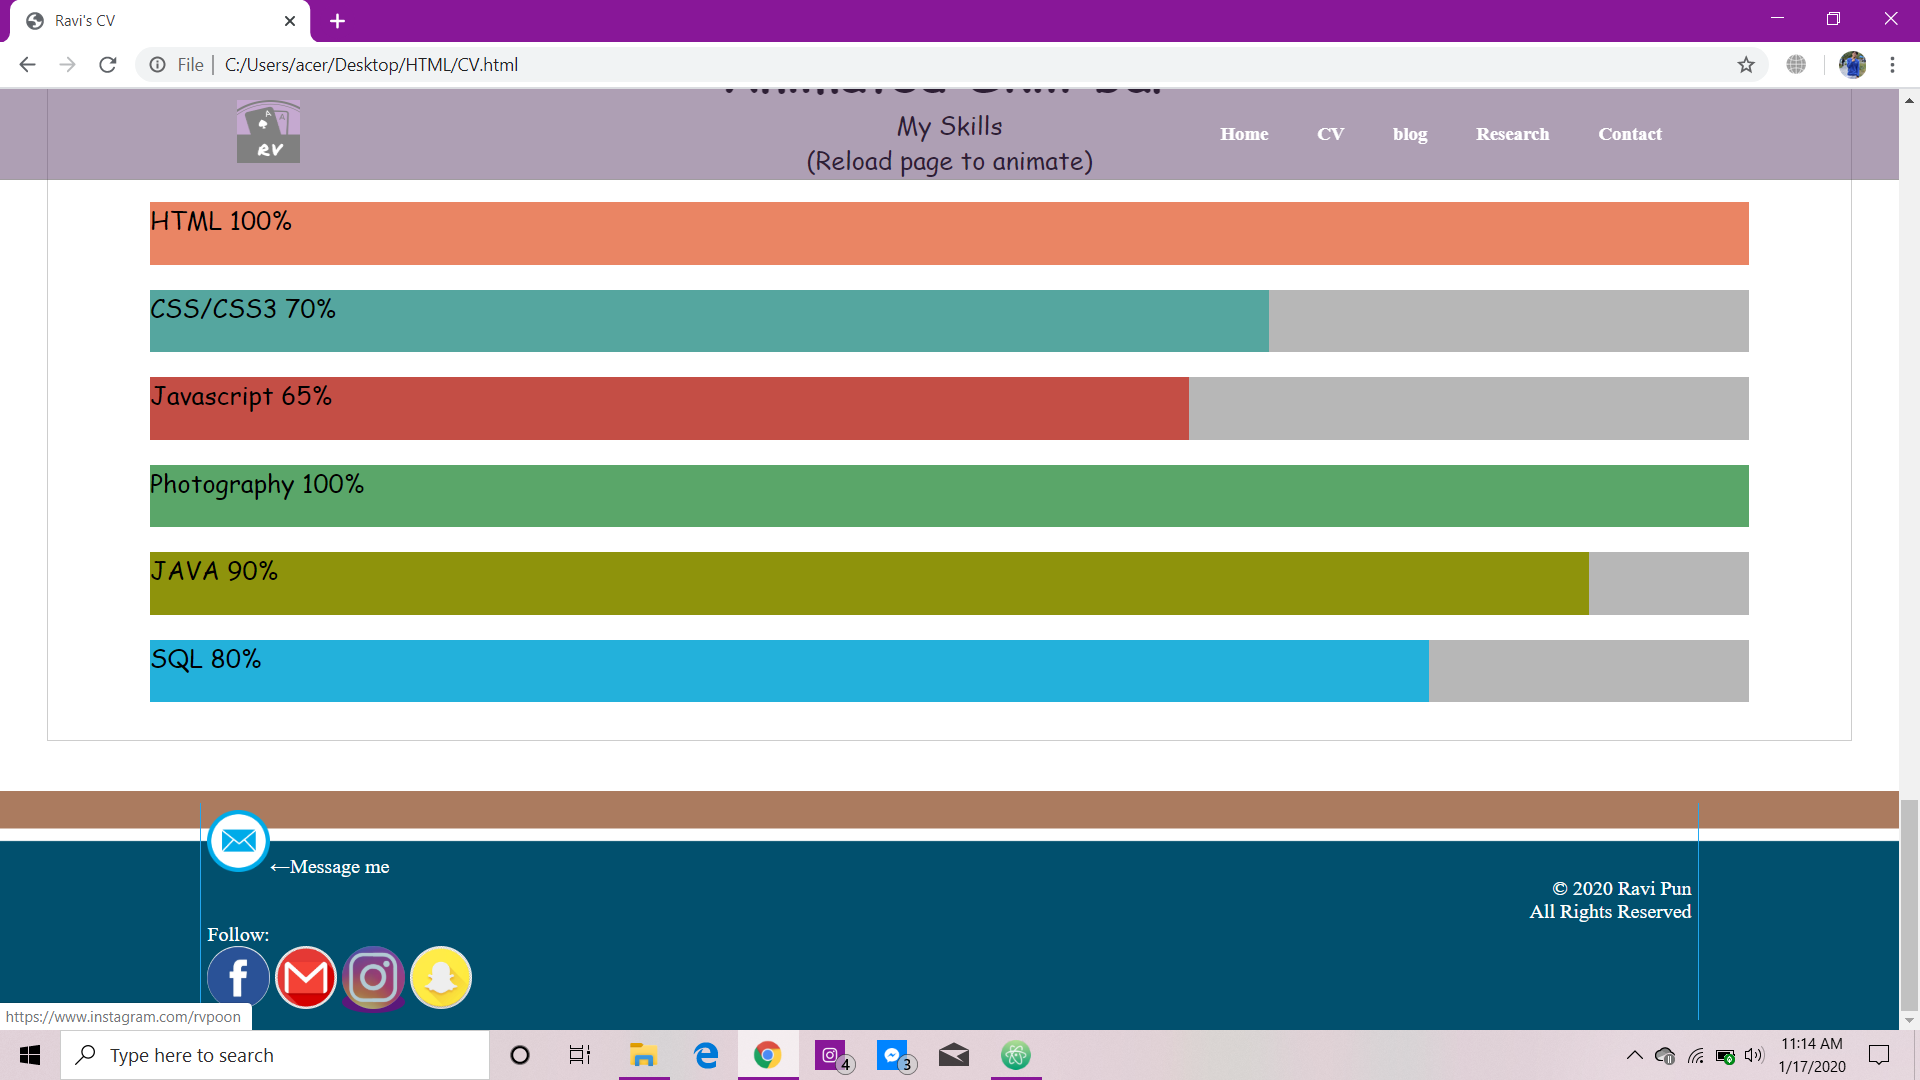 Ravi's CV
File
C:/Users/acer/Desktop/HTML/CV.html
Animated Skill bar
A A
RV
My Skills
(Reload page to animate)
Home CV blog Research Contact
HTML 100%
CSS/CSS3 70%
Javascript 65%
Photography 100%
JAVA 90%
SQL 80%
←Message me
© 2020 Ravi Pun
All Rights Reserved
Follow:
https://www.instagram.com/rvpoon
Type here to search
4
3
11:14 AM
1/17/2020